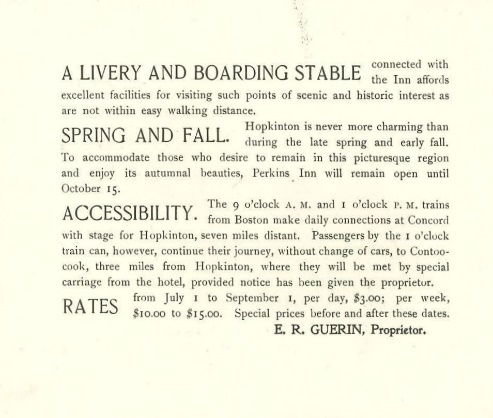 A LIVERY AND BOARDING STABLE connected with
the Inn affords
excellent facilities for visiting such points of scenic and historic interest as
are not within easy walking distance.
SPRING AND FALL. Hopkinton is never more charming than
during the late spring and early fall.
To accommodate those who desire to remain in this picturesque region
and enjoy its autumnal beauties, Perkins Inn will remain open until
October 15.
ACCESSIBILITY. The 9 o'clock A. M. and 1 o'clock P. M. trains
from Boston make daily connections at Concord
with stage for Hopkinton, seven miles distant. Passengers by the 1 o'clock
train can, however, continue their journey, without change of cars, to Contoo-
cook, three miles from Hopkinton, where they will be met by special
carriage from the hotel, provided notice has been given the proprietor.
RATES from July 1 to September 1, per day, $3.00; per week,
$10.00 to $15.00. Special prices before and after these dates.
E. R. GUERIN, Proprietor.